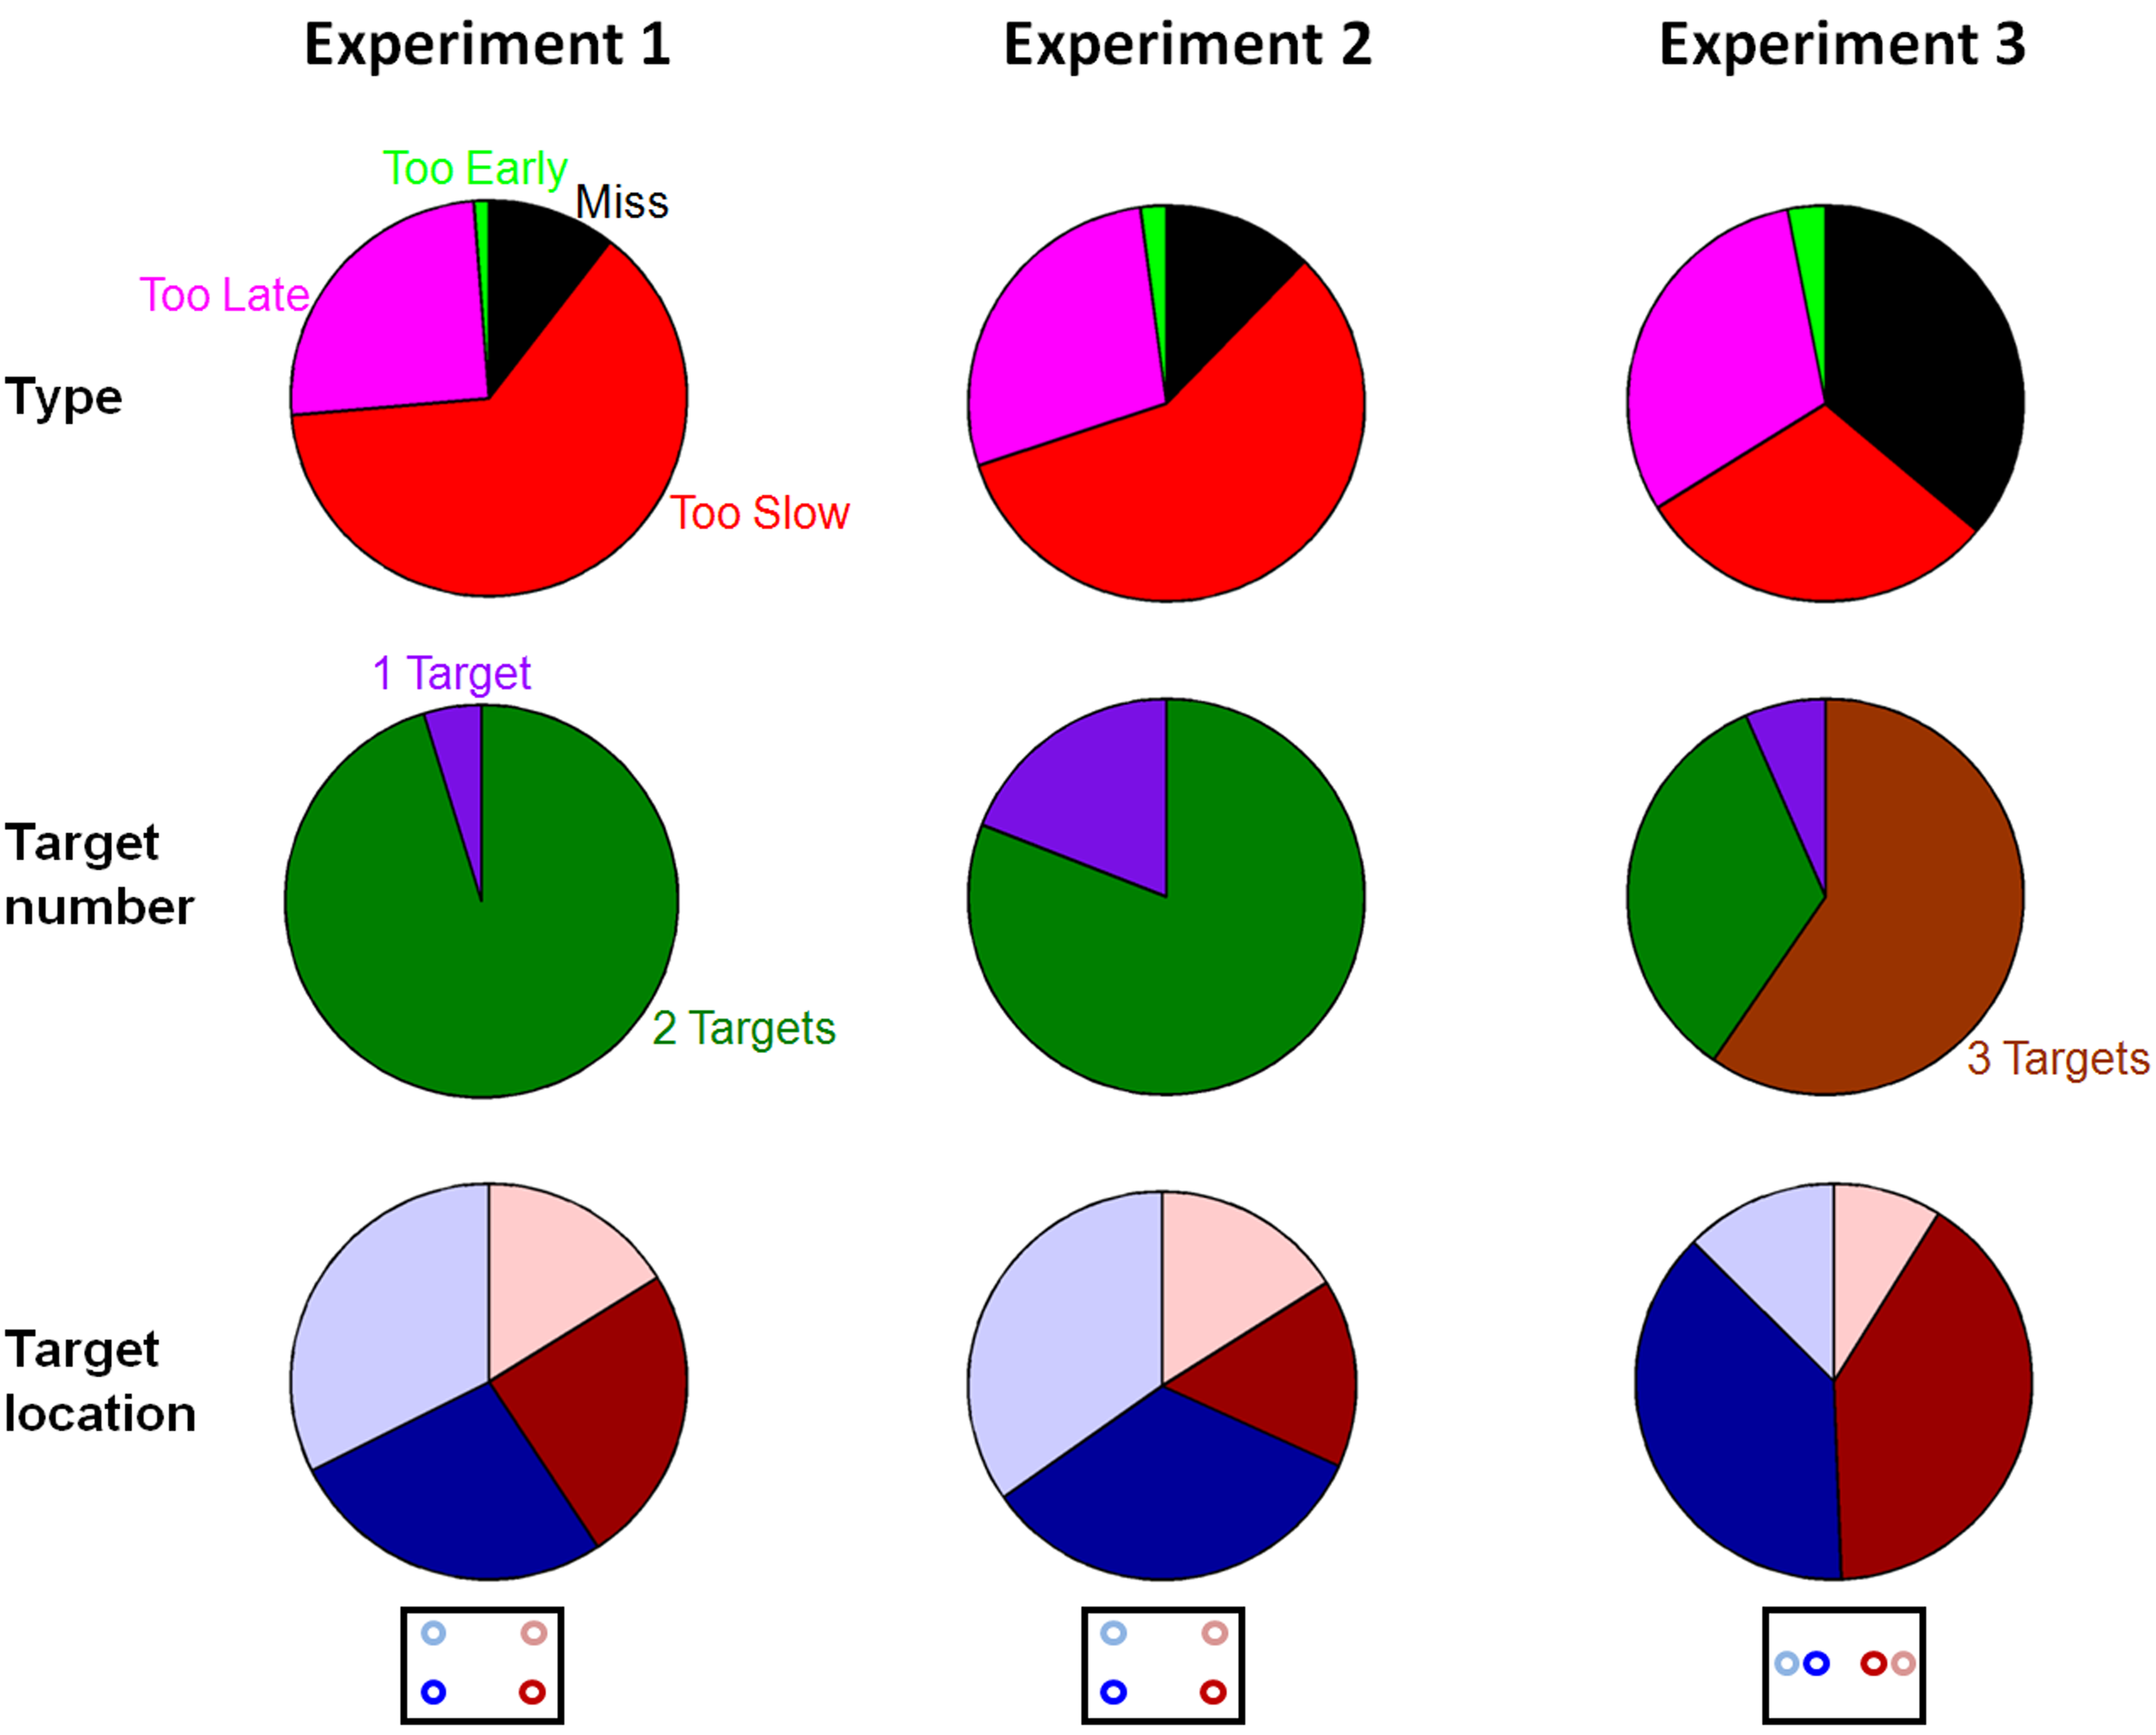 Experiment 1
Experiment 2
Experiment 3
Too Early
Miss
Too Late
Type
Too Slow
1 Target
Target
number
2 Targets
3 Targets
Target
location